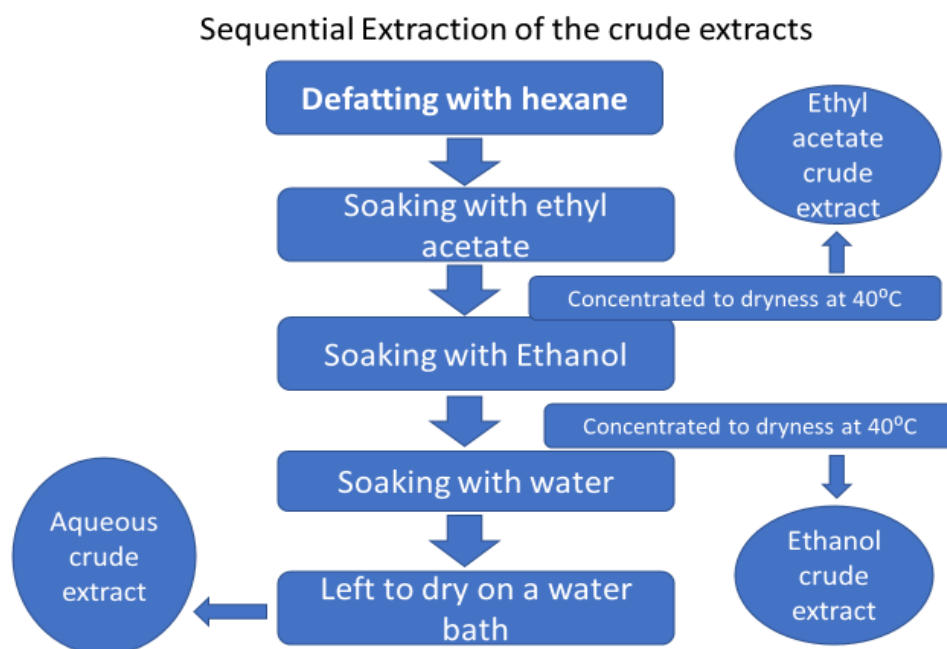 Sequential Extraction of the crude extracts
Defatting with hexane
Ethyl
acetate
crude
extract
Soaking with ethyl
acetate
Concentrated to dryness at 40⁰C
Soaking with Ethanol
Concentrated to dryness at 40⁰C
Soaking with water
Aqueous
crude
extract
Ethanol
crude
extract
Left to dry on a water
bath